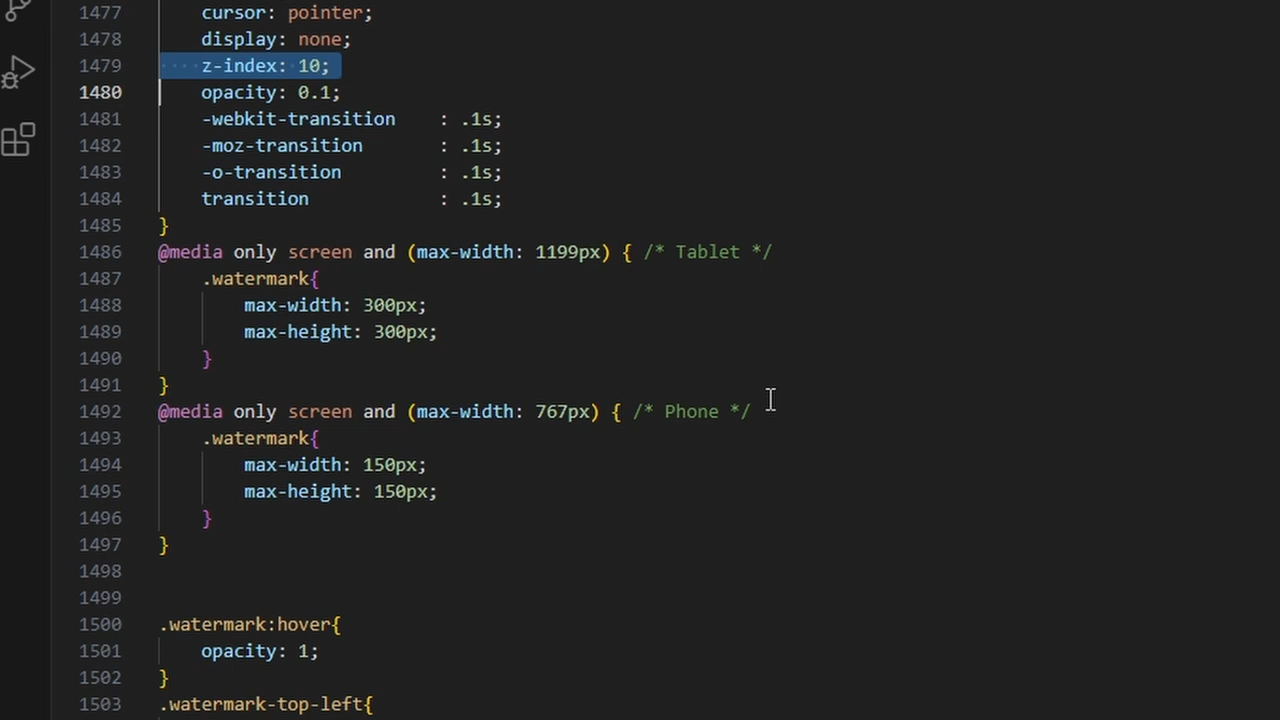 1477 cursor: pointer;
1478 display: none;
1479 z-index: 10;
1480 opacity: 0.1;
1481 -webkit-transition    : .1s;
1482 -moz-transition       : .1s;
1483 -o-transition         : .1s;
1484 transition            : .1s;
1485 }
1486 @media only screen and (max-width: 1199px) { /* Tablet */
1487     .watermark{
1488         max-width: 300px;
1489         max-height: 300px;
1490     }
1491 }
1492 @media only screen and (max-width: 767px) { /* Phone */
1493     .watermark{
1494         max-width: 150px;
1495         max-height: 150px;
1496     }
1497 }
1498
1499
1500 .watermark:hover{
1501     opacity: 1;
1502 }
1503 .watermark-top-left{